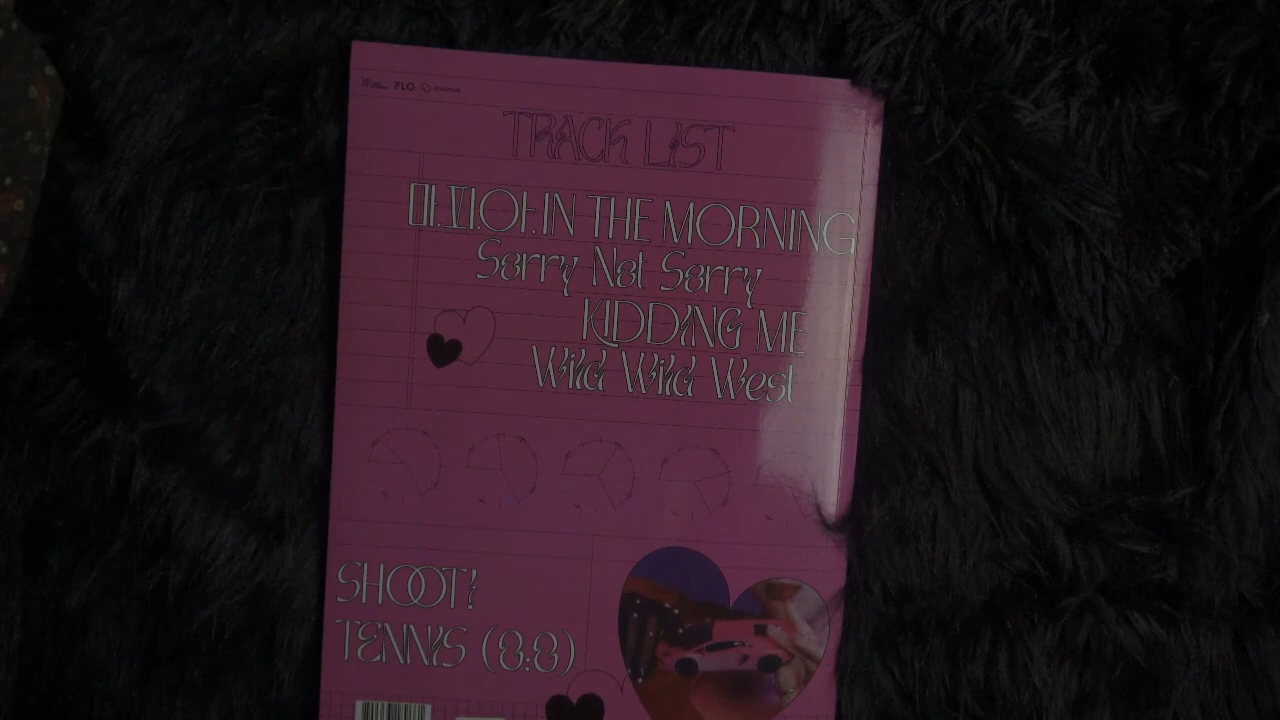 FLO
TRACK LIST
마.피.아. IN THE MORNING
Sorry Not Sorry
KIDDING ME
Wild Wild West
SHOOT!
TENNIS (0:0)